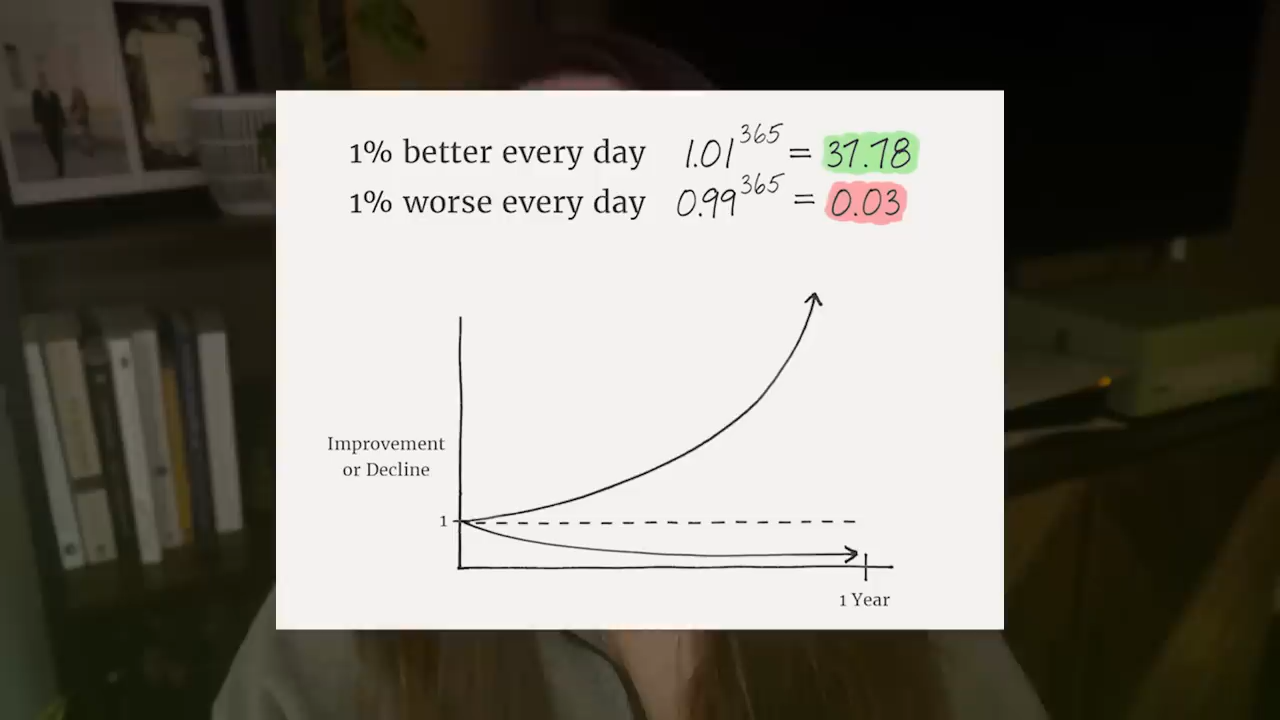 1% better every day 1.01^365 = 37.78
1% worse every day 0.99^365 = 0.03
Improvement
or Decline
1
1 Year